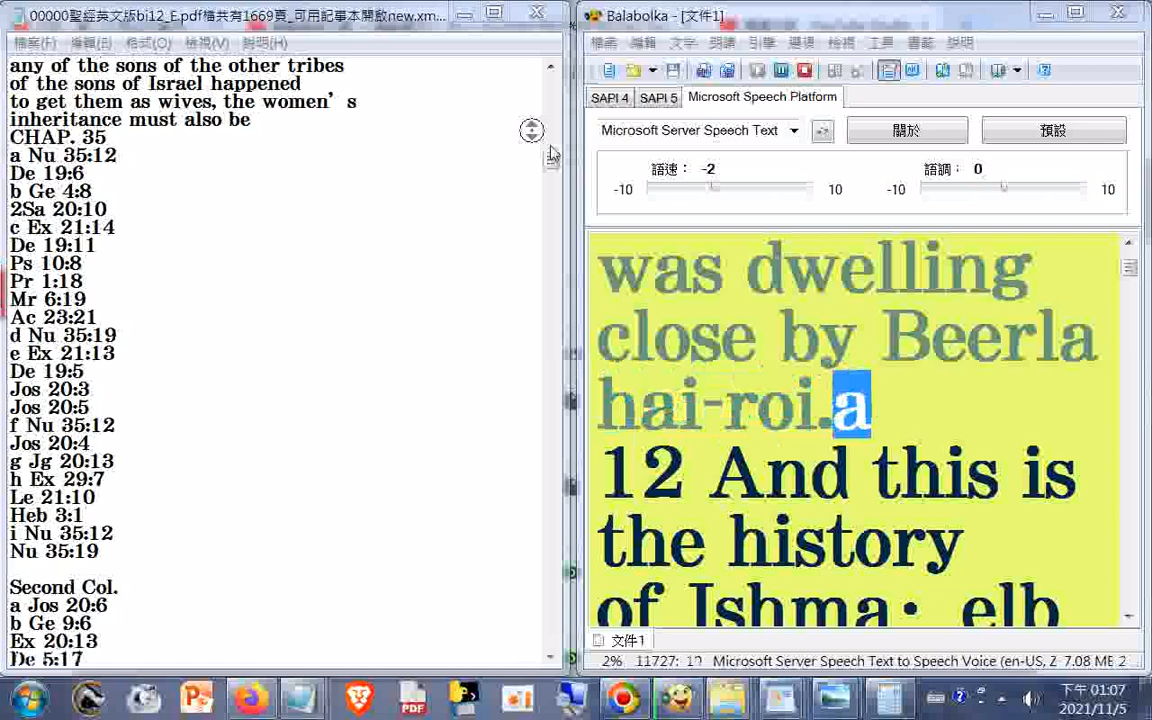 00000聖經英文版bi12_E.pdf檔共有1669頁_可用記事本開啟new.xm...
檔案(F) 編輯(E) 格式(O) 檢視(V) 說明(H)
any of the sons of the other tribes
of the sons of Israel happened
to get them as wives, the women’s
inheritance must also be
CHAP. 35
a Nu 35:12
De 19:6
b Ge 4:8
2Sa 20:10
c Ex 21:14
De 19:11
Ps 10:8
Pr 1:18
Mr 6:19
Ac 23:21
d Nu 35:19
e Ex 21:13
De 19:5
Jos 20:3
Jos 20:5
f Nu 35:12
Jos 20:4
g Jg 20:13
h Ex 29:7
Le 21:10
Heb 3:1
i Nu 35:12
Nu 35:19
Second Col.
a Jos 20:6
b Ge 9:6
Ex 20:13
De 5:17
Balabolka - [文件1]
檔案 編輯 文字 朗讀 引擎 選項 檢視 工具 書籤 說明
SAPI 4 SAPI 5 Microsoft Speech Platform
Microsoft Server Speech Text 關於 預設
語速： -2 語調： 0
-10 10 -10 10
was dwelling
close by Beerla
hai-roi.a
12 And this is
the history
of Ishma· elb
文件1
2% 11727: 10 Microsoft Server Speech Text to Speech Voice (en-US, Z 7.08 MB 2
PDF
下午 01:07
2021/11/5